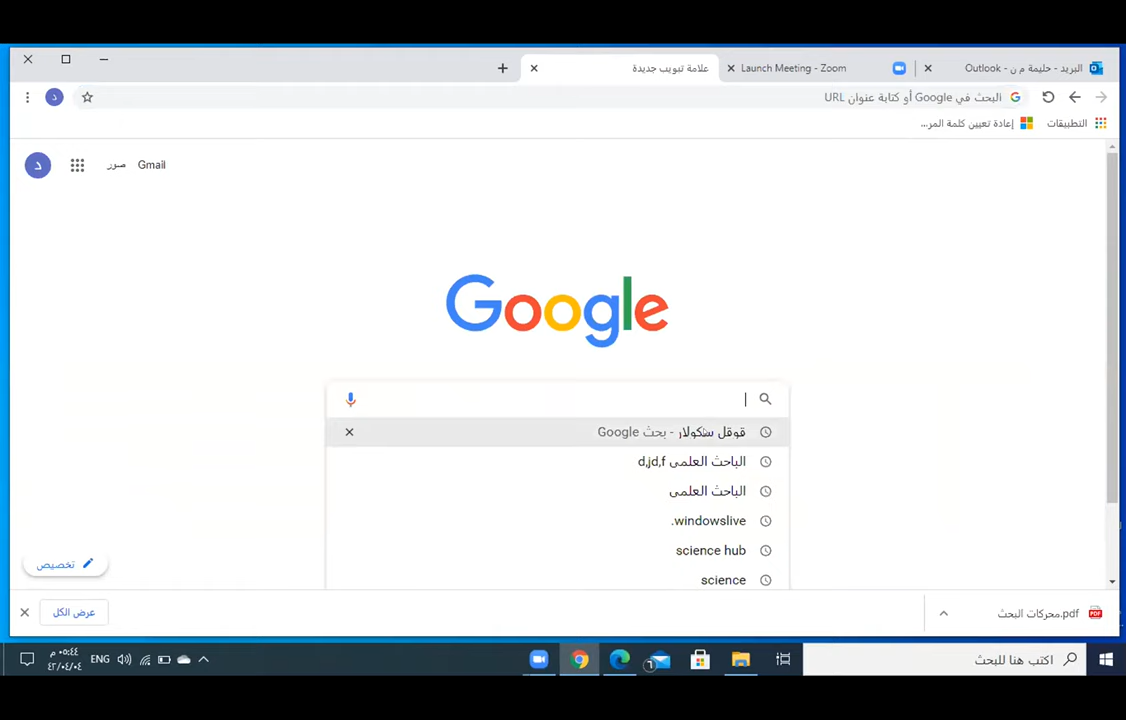 البريد - حليمة م ن - Outlook
Launch Meeting - Zoom
علامة تبويب جديدة
البحث في Google أو كتابة عنوان URL
د
التطبيقات
إعادة تعيين كلمة المر...
Gmail
صور
د
Google
قوقل سكولار - بحث Google
الباحث العلمي d,jd,f
الباحث العلمي
windowslive.
science hub
science
تخصيص
محركات البحث.pdf
عرض الكل
اكتب هنا للبحث
ENG
٠٥:٤٤ م
٤٢/٠٤/٠٤